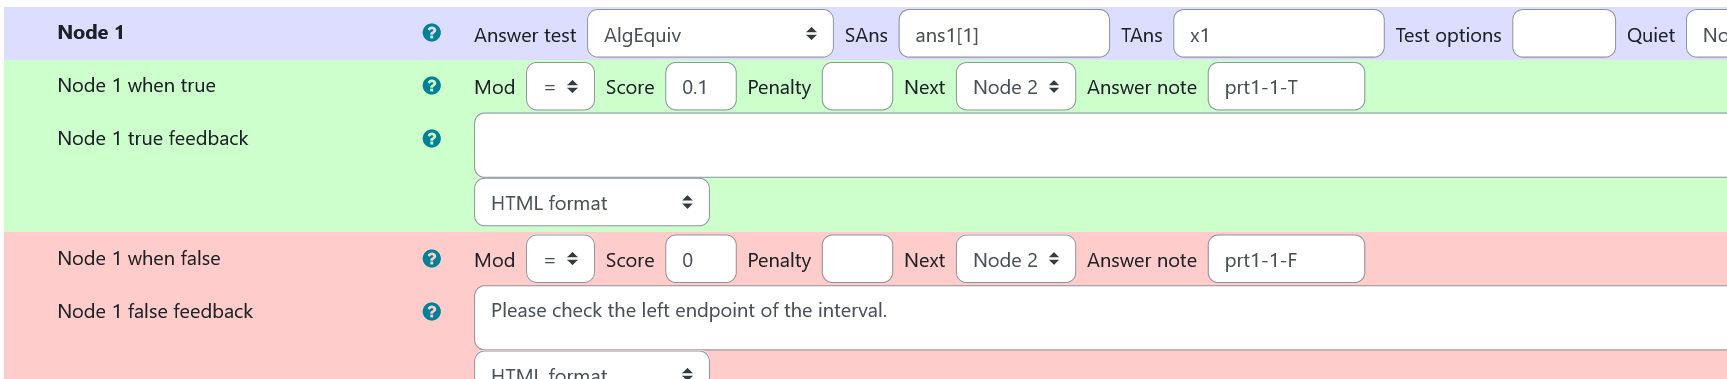 Node 1 ? Answer test AlgEquiv SAns ans1[1] TAns x1 Test options Quiet No
Node 1 when true ? Mod = Score 0.1 Penalty Next Node 2 Answer note prt1-1-T
Node 1 true feedback ?
HTML format
Node 1 when false ? Mod = Score 0 Penalty Next Node 2 Answer note prt1-1-F
Node 1 false feedback ? Please check the left endpoint of the interval.
HTML format